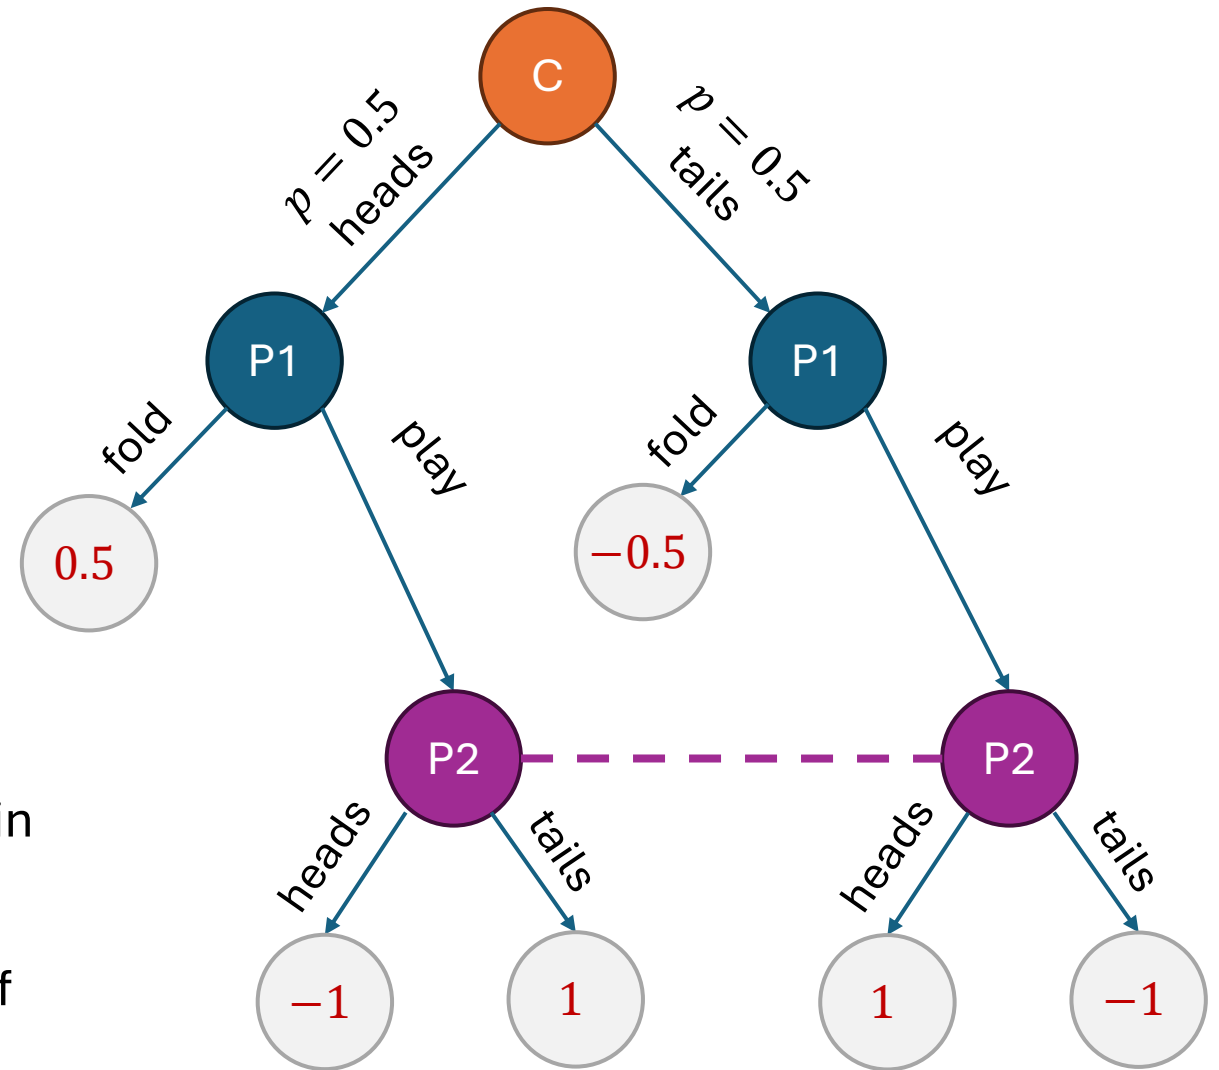 C
p = 0.5
heads
p = 0.5
tails
P1
P1
fold
play
fold
play
0.5
−0.5
P2
P2
in
heads
tails
heads
tails
f
−1
1
1
−1